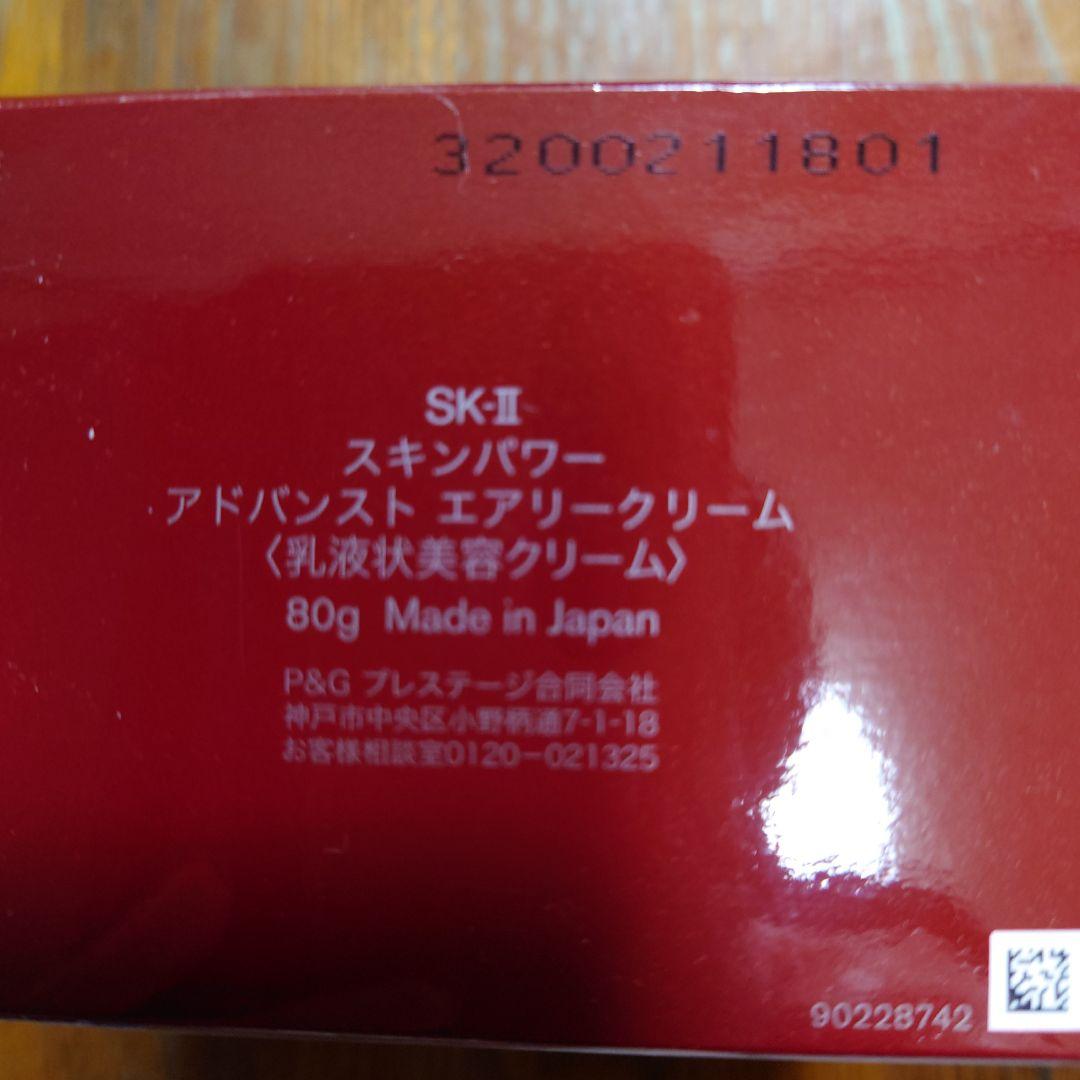 3200211801
SK-Ⅱ
スキンパワー
アドバンスト エアリークリーム
〈乳液状美容クリーム〉
80g Made in Japan
P&G プレステージ合同会社
神戸市中央区小野柄通7-1-18
お客様相談室0120-021325
90228742